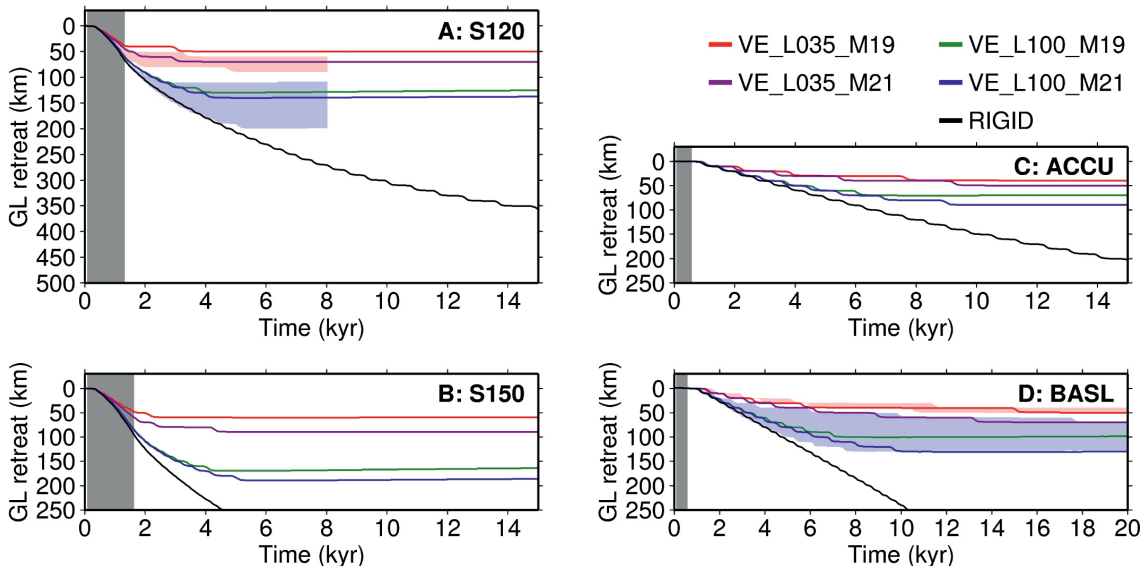 A: S120
0
50
100
150
200
250
300
350
400
450
500
GL retreat (km)
0 2 4 6 8 10 12 14
Time (kyr)
VE_L035_M19
VE_L100_M19
VE_L035_M21
VE_L100_M21
RIGID
C: ACCU
0
50
100
150
200
250
GL retreat (km)
0 2 4 6 8 10 12 14
Time (kyr)
B: S150
0
50
100
150
200
250
GL retreat (km)
0 2 4 6 8 10 12 14
Time (kyr)
D: BASL
0
50
100
150
200
250
GL retreat (km)
0 2 4 6 8 10 12 14 16 18 20
Time (kyr)